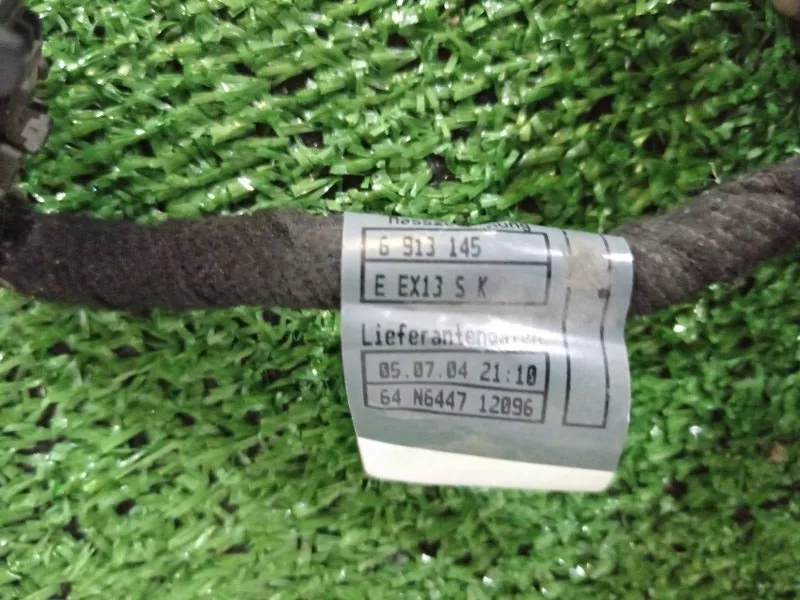 6 913 145
E EX13 S K
Lieferantendaten
05.07.04 21:10
64 N6447 12096